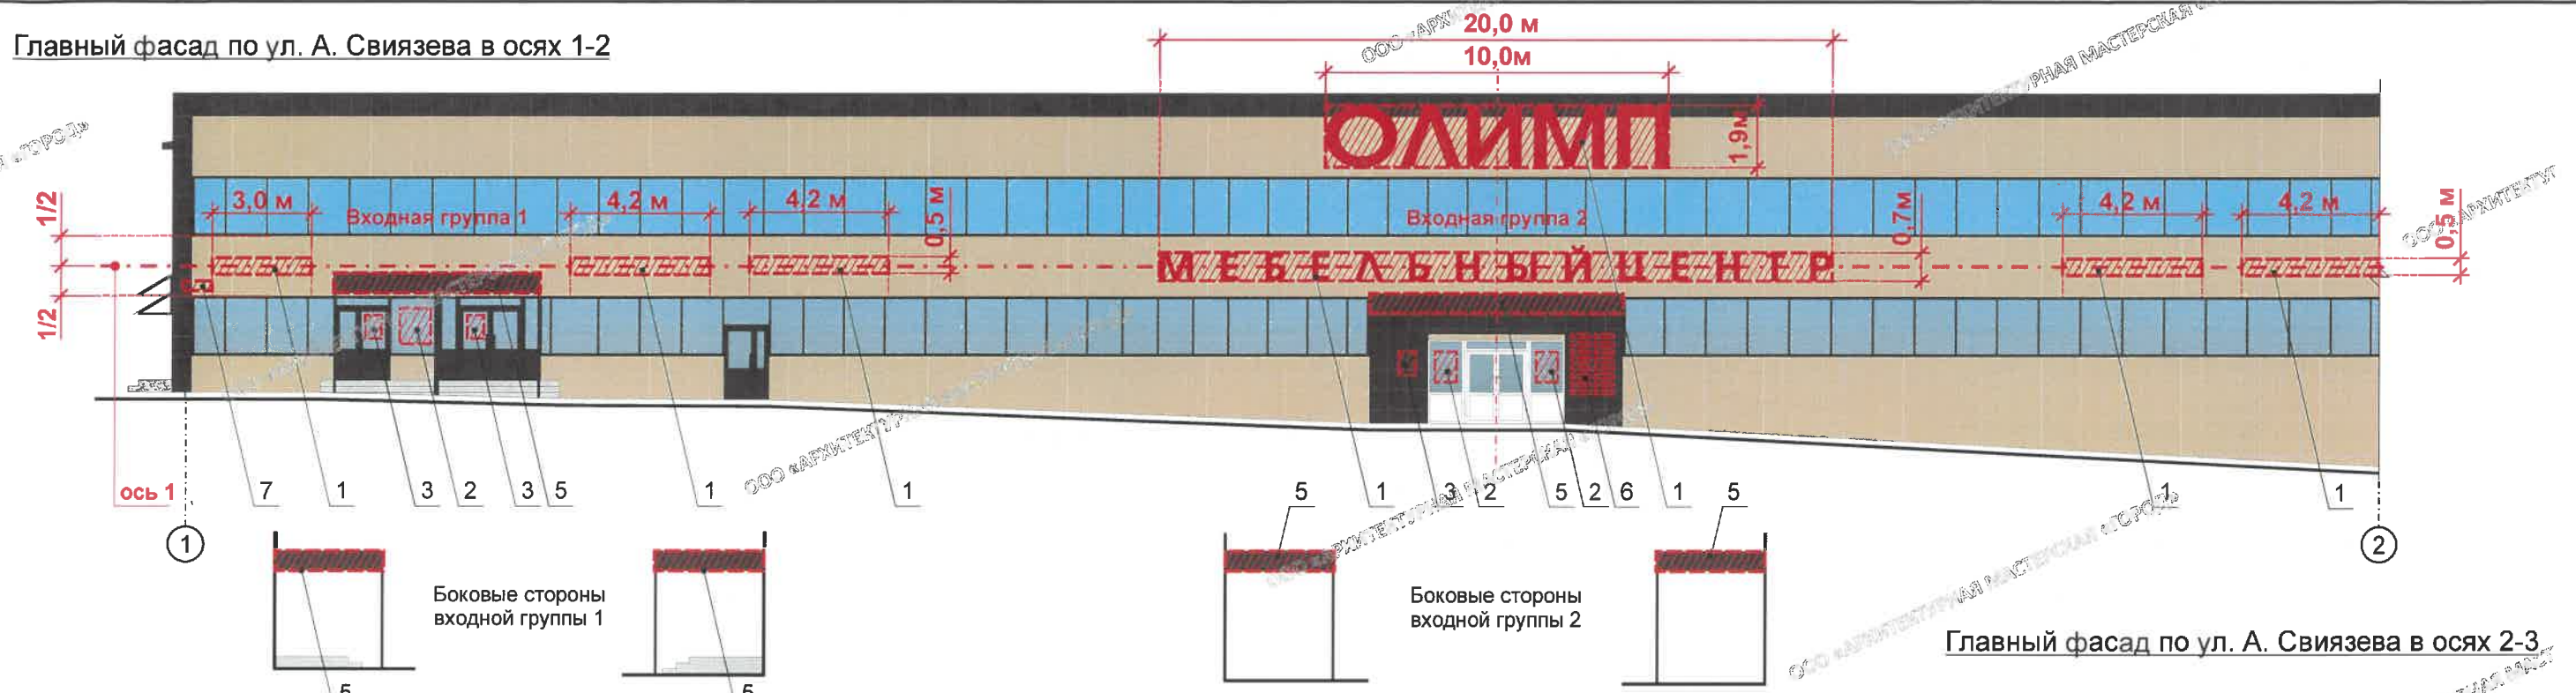 Главный фасад по ул. А. Свиязева в осях 1-2
20,0 м
10,0м
ОЛИМП
1,9м
1/2
3,0 м
Входная группа 1
4,2 м
4,2 м
0,5 м
Входная группа 2
0,7м
4,2 м
4,2 м
0,5 м
МЕБЕЛЬНЫЙ ЦЕНТР
1/2
ось 1
7
1
3
2
3
5
1
1
5
1
3
2
5
2
6
1
5
1
1
1
2
Боковые стороны
входной группы 1
Боковые стороны
входной группы 2
5
5
Главный фасад по ул. А. Свиязева в осях 2-3
ООО «АРХИТЕКТУРНАЯ МАСТЕРСКАЯ «ГОРОД»